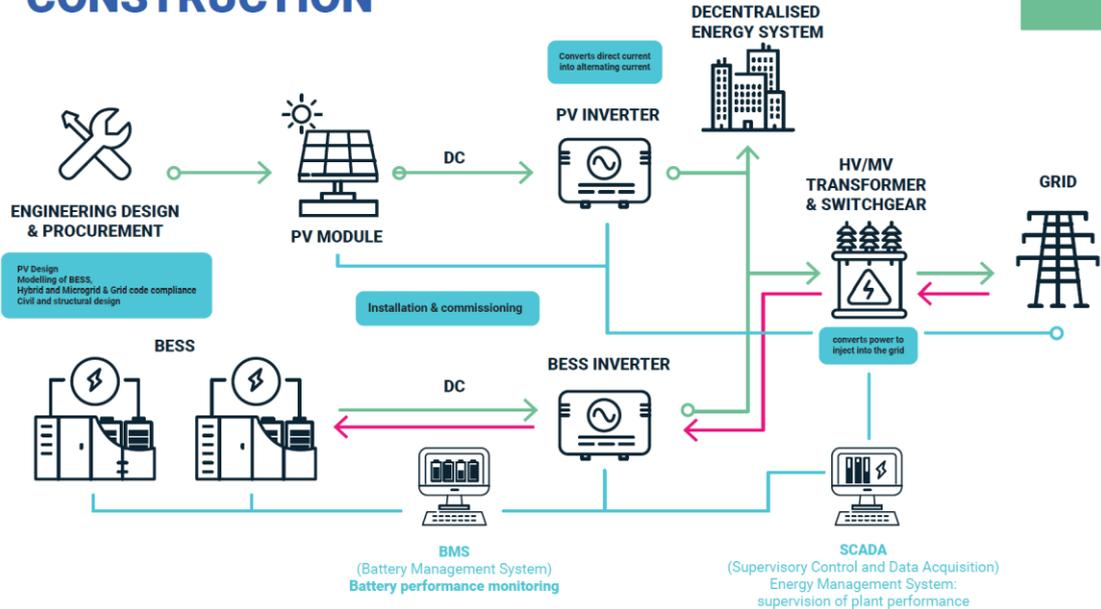 CONSTRUCTION
DECENTRALISED
ENERGY SYSTEM
Converts direct current
into alternating current
PV INVERTER
DC
HV/MV
TRANSFORMER
& SWITCHGEAR
GRID
ENGINEERING DESIGN
& PROCUREMENT
PV MODULE
PV Design
Modelling of BESS,
Hybrid and Microgrid & Grid code compliance
Civil and structural design
Installation & commissioning
converts power to
inject into the grid
BESS
BESS INVERTER
DC
BMS
(Battery Management System)
Battery performance monitoring
SCADA
(Supervisory Control and Data Acquisition)
Energy Management System:
supervision of plant performance